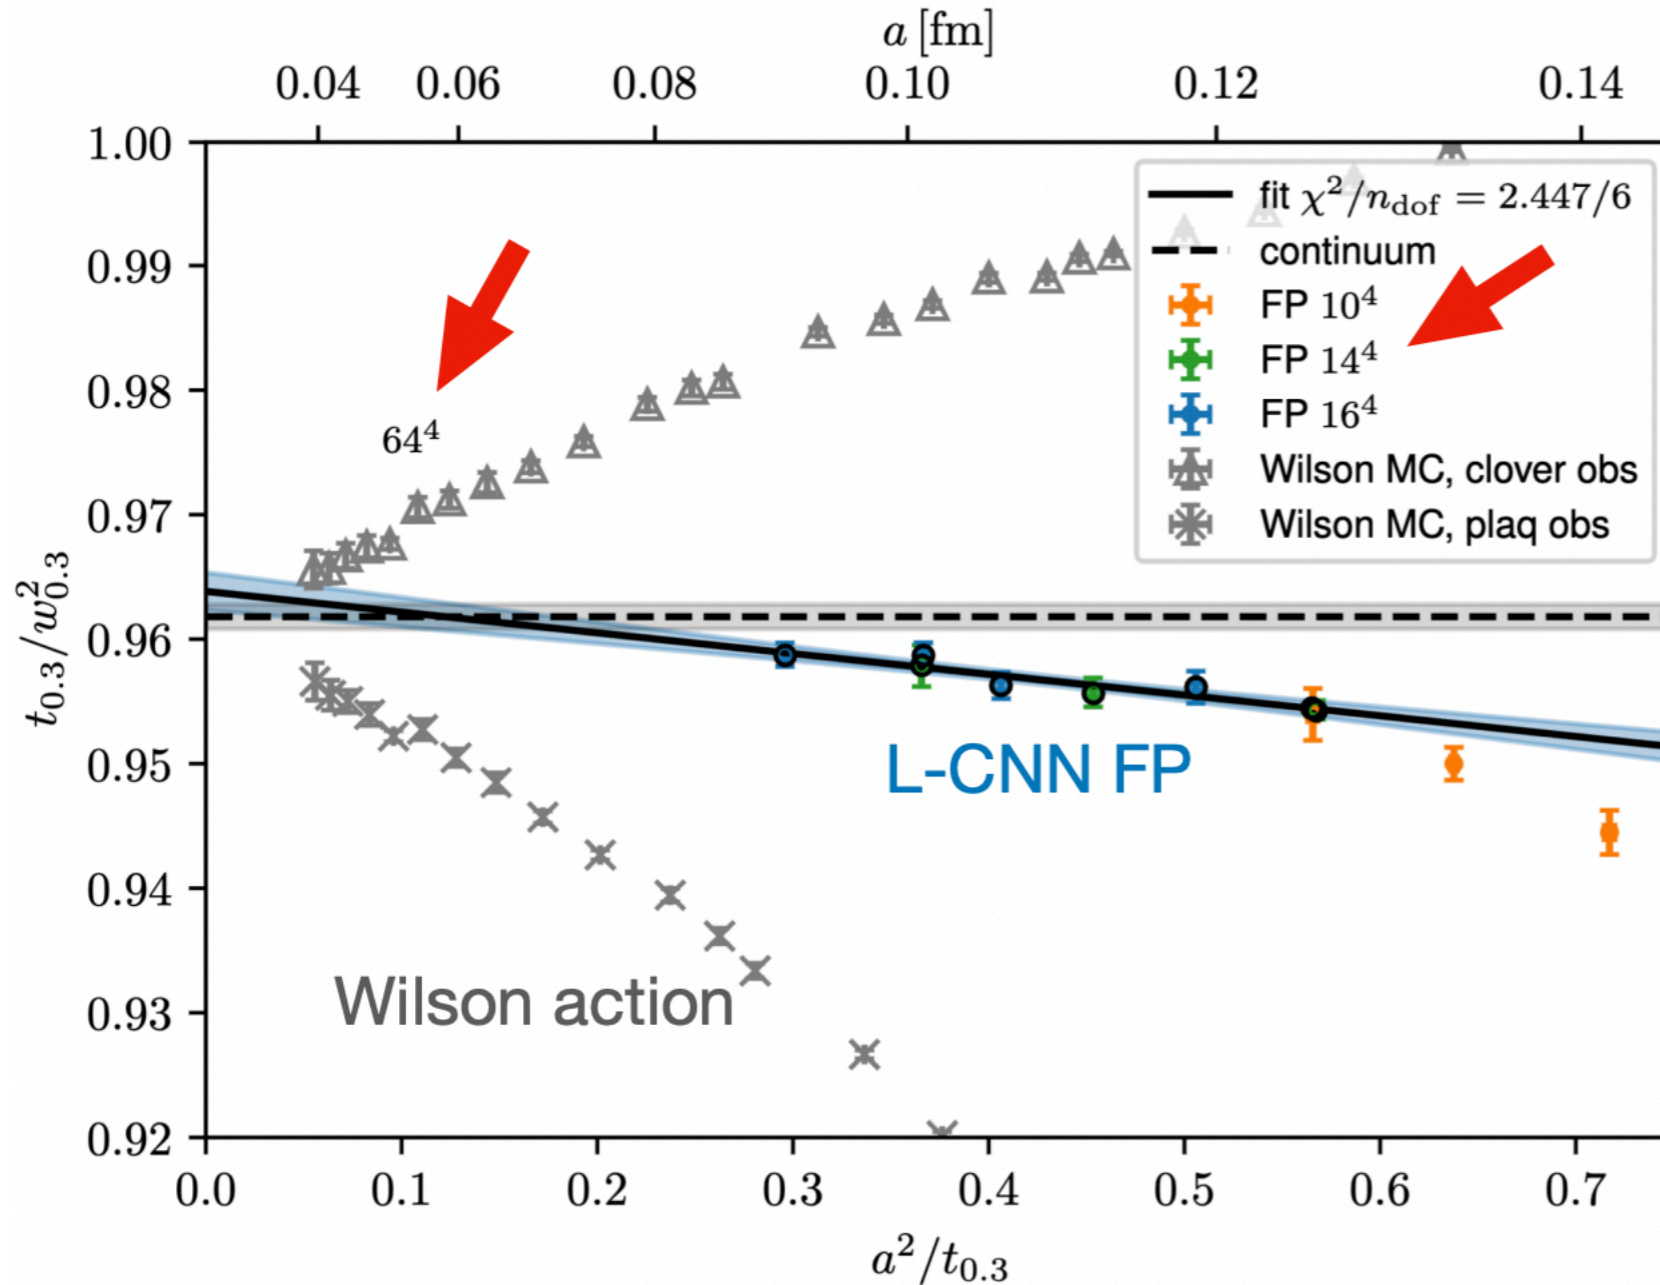 a [fm]
0.04 0.06 0.08 0.10 0.12 0.14
1.00
0.99
0.98
0.97
0.96
0.95
0.94
0.93
0.92
t₀.₃/w²₀.₃
fit χ²/n_dof = 2.447/6
continuum
FP 10⁴
FP 14⁴
FP 16⁴
Wilson MC, clover obs
Wilson MC, plaq obs
64⁴
L-CNN FP
Wilson action
0.0 0.1 0.2 0.3 0.4 0.5 0.6 0.7
a²/t₀.₃